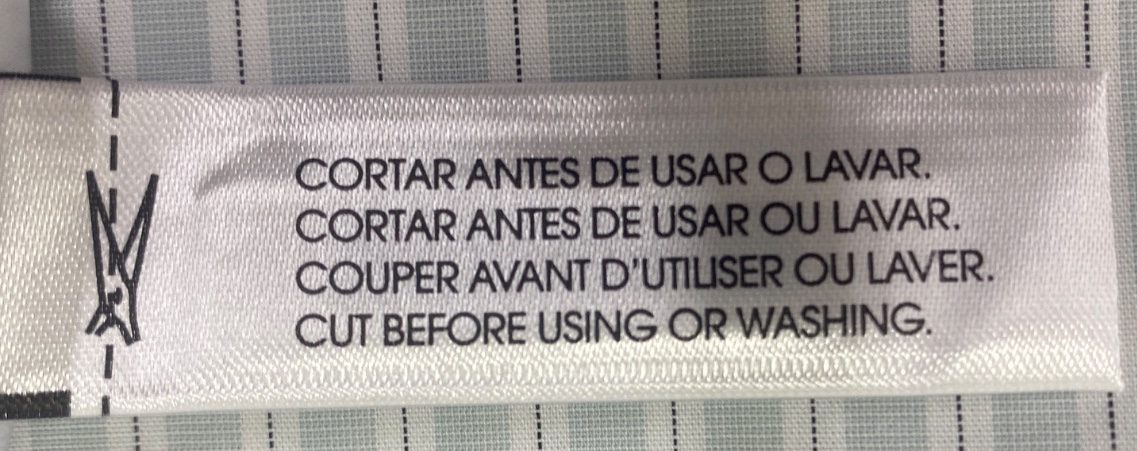 CORTAR ANTES DE USAR O LAVAR.
CORTAR ANTES DE USAR OU LAVAR.
COUPER AVANT D'UTILISER OU LAVER.
CUT BEFORE USING OR WASHING.